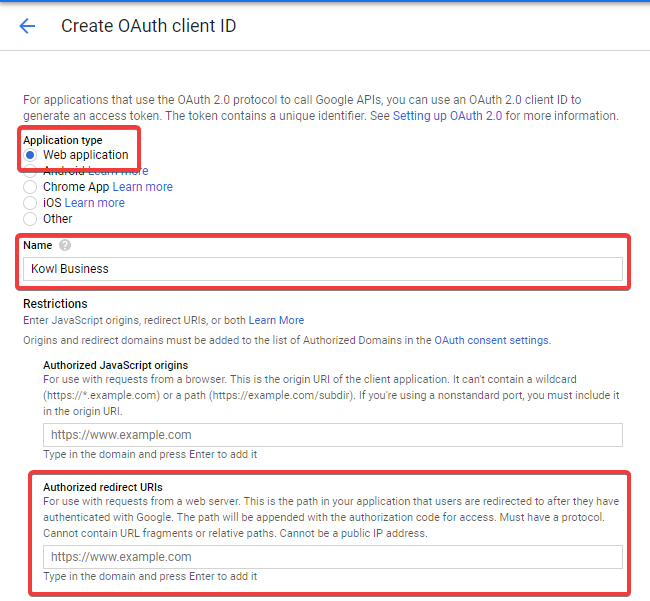 Create OAuth client ID
For applications that use the OAuth 2.0 protocol to call Google APIs, you can use an OAuth 2.0 client ID to
generate an access token. The token contains a unique identifier. See Setting up OAuth 2.0 for more information.
Application type
Web application
Android Learn more
Chrome App Learn more
iOS Learn more
Other
Name ?
Kowl Business
Restrictions
Enter JavaScript origins, redirect URIs, or both Learn More
Origins and redirect domains must be added to the list of Authorized Domains in the OAuth consent settings.
Authorized JavaScript origins
For use with requests from a browser. This is the origin URI of the client application. It can't contain a wildcard
(https://*.example.com) or a path (https://example.com/subdir). If you're using a nonstandard port, you must include it
in the origin URI.
https://www.example.com
Type in the domain and press Enter to add it
Authorized redirect URIs
For use with requests from a web server. This is the path in your application that users are redirected to after they have
authenticated with Google. The path will be appended with the authorization code for access. Must have a protocol.
Cannot contain URL fragments or relative paths. Cannot be a public IP address.
https://www.example.com
Type in the domain and press Enter to add it